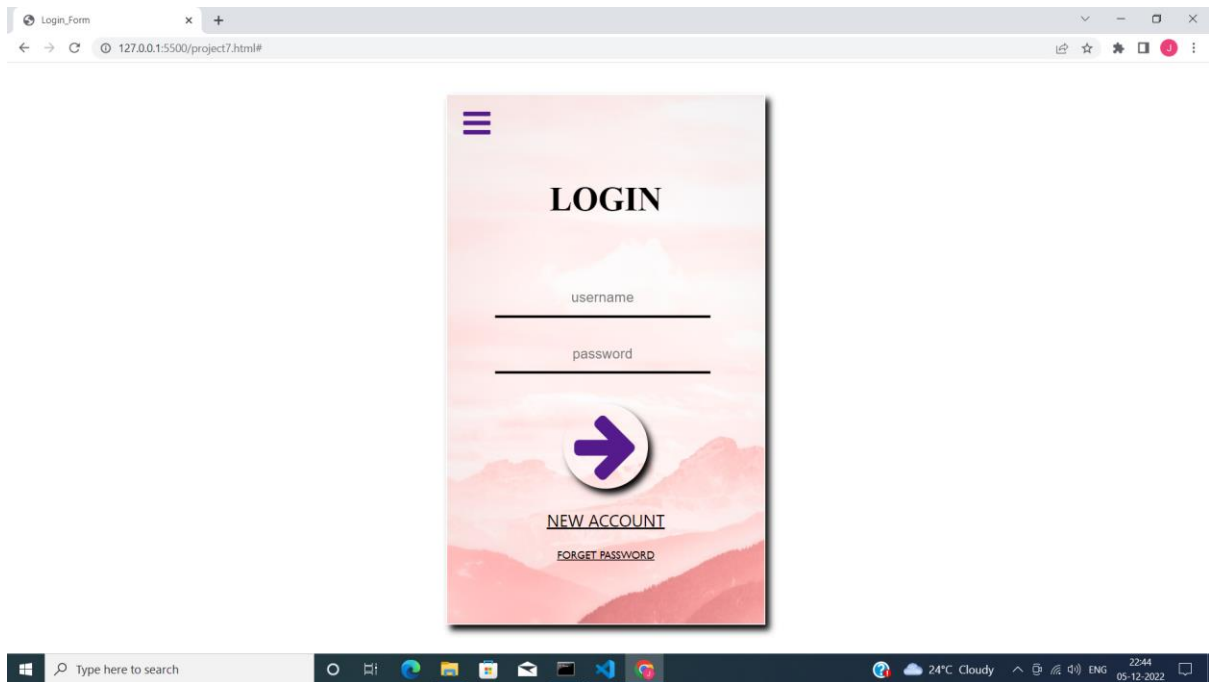 Login_Form
127.0.0.1:5500/project7.html#
J
LOGIN
username
password
NEW ACCOUNT
FORGET PASSWORD
Type here to search
24°C Cloudy
ENG
22:44
05-12-2022